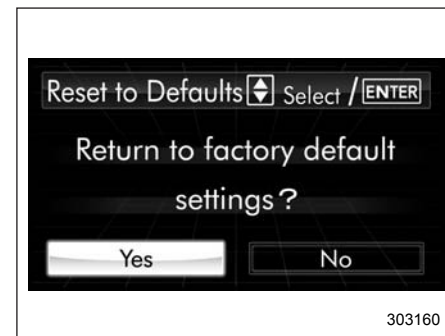 Reset to Defaults Select / ENTER
Return to factory default
settings?
Yes No
303160